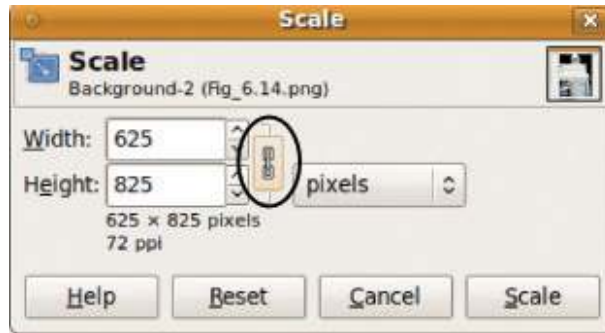 Scale
Scale
Background-2 (Fig_6.14.png)
Width: 625
Height: 825 pixels
625 × 825 pixels
72 ppi
Help Reset Cancel Scale